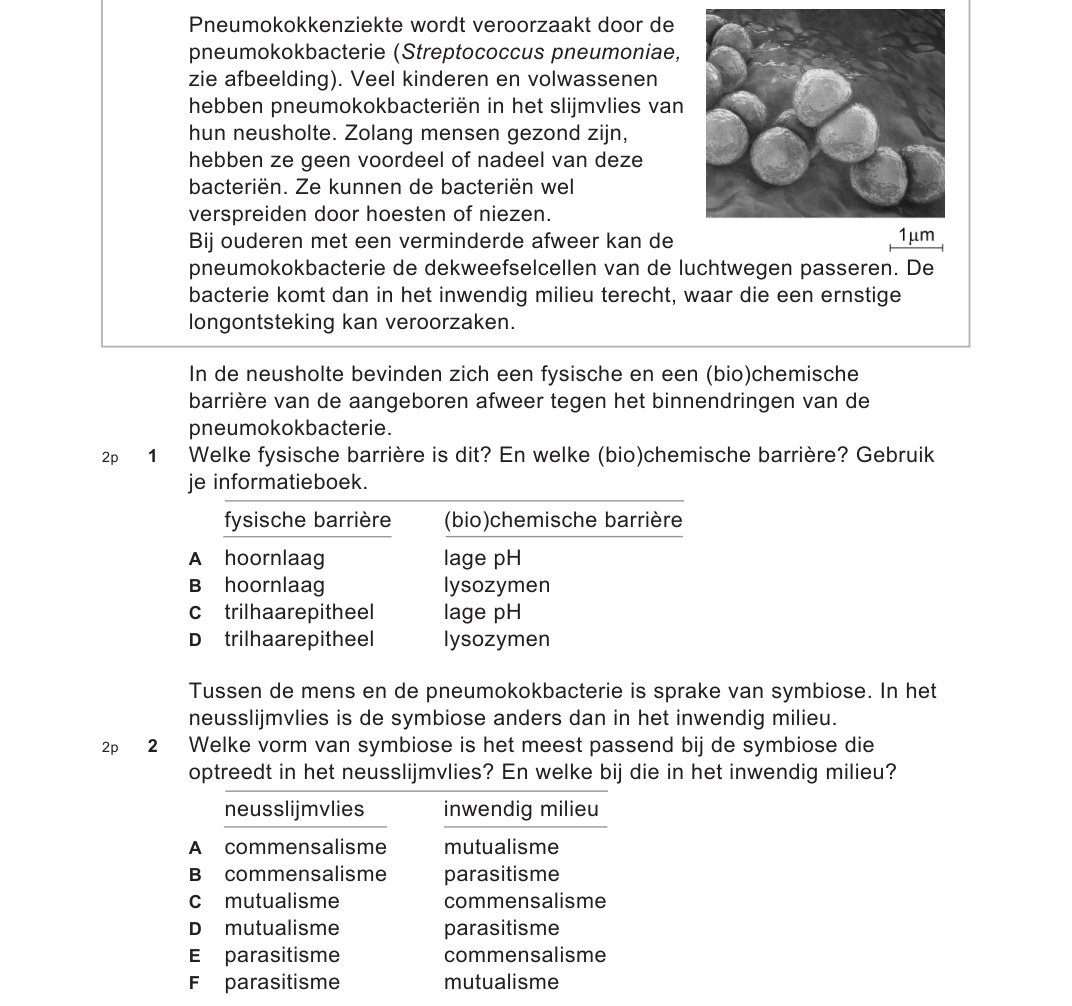 Pneumokokkenziekte wordt veroorzaakt door de
pneumokokbacterie (Streptococcus pneumoniae,
zie afbeelding). Veel kinderen en volwassenen
hebben pneumokokbacteriën in het slijmvlies van
hun neusholte. Zolang mensen gezond zijn,
hebben ze geen voordeel of nadeel van deze
bacteriën. Ze kunnen de bacteriën wel
verspreiden door hoesten of niezen.
1µm
Bij ouderen met een verminderde afweer kan de
pneumokokbacterie de dekweefselcellen van de luchtwegen passeren. De
bacterie komt dan in het inwendig milieu terecht, waar die een ernstige
longontsteking kan veroorzaken.
In de neusholte bevinden zich een fysische en een (bio)chemische
barrière van de aangeboren afweer tegen het binnendringen van de
pneumokokbacterie.
2p 1 Welke fysische barrière is dit? En welke (bio)chemische barrière? Gebruik
je informatieboek.
fysische barrière (bio)chemische barrière
A hoornlaag lage pH
B hoornlaag lysozymen
C trilhaarepitheel lage pH
D trilhaarepitheel lysozymen
Tussen de mens en de pneumokokbacterie is sprake van symbiose. In het
neusslijmvlies is de symbiose anders dan in het inwendig milieu.
2p 2 Welke vorm van symbiose is het meest passend bij de symbiose die
optreedt in het neusslijmvlies? En welke bij die in het inwendig milieu?
neusslijmvlies inwendig milieu
A commensalisme mutualisme
B commensalisme parasitisme
C mutualisme commensalisme
D mutualisme parasitisme
E parasitisme commensalisme
F parasitisme mutualisme